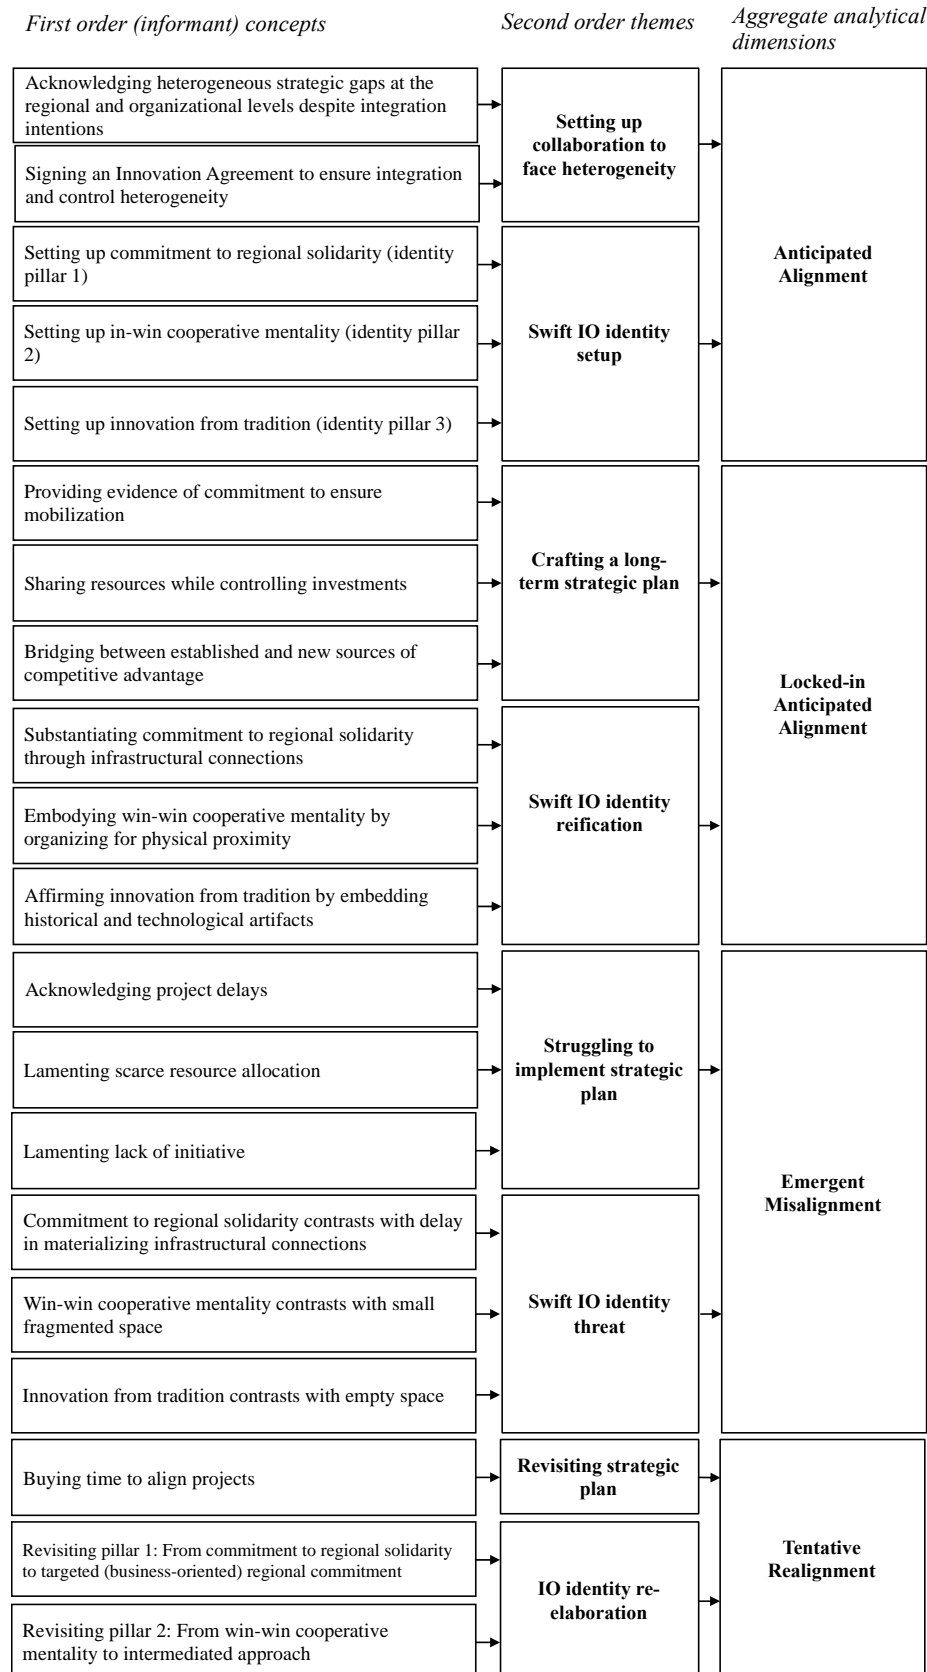 First order (informant) concepts
Second order themes
Aggregate analytical
dimensions
Acknowledging heterogeneous strategic gaps at the
regional and organizational levels despite integration
intentions
Signing an Innovation Agreement to ensure integration
and control heterogeneity
Setting up
collaboration to
face heterogeneity
Setting up commitment to regional solidarity (identity
pillar 1)
Setting up in-win cooperative mentality (identity pillar
2)
Setting up innovation from tradition (identity pillar 3)
Swift IO identity
setup
Anticipated
Alignment
Providing evidence of commitment to ensure
mobilization
Sharing resources while controlling investments
Bridging between established and new sources of
competitive advantage
Crafting a long-
term strategic plan
Substantiating commitment to regional solidarity
through infrastructural connections
Embodying win-win cooperative mentality by
organizing for physical proximity
Affirming innovation from tradition by embedding
historical and technological artifacts
Swift IO identity
reification
Locked-in
Anticipated
Alignment
Acknowledging project delays
Lamenting scarce resource allocation
Lamenting lack of initiative
Struggling to
implement strategic
plan
Commitment to regional solidarity contrasts with delay
in materializing infrastructural connections
Win-win cooperative mentality contrasts with small
fragmented space
Innovation from tradition contrasts with empty space
Swift IO identity
threat
Emergent
Misalignment
Buying time to align projects
Revisiting strategic
plan
Revisiting pillar 1: From commitment to regional solidarity
to targeted (business-oriented) regional commitment
Revisiting pillar 2: From win-win cooperative
mentality to intermediated approach
IO identity re-
elaboration
Tentative
Realignment